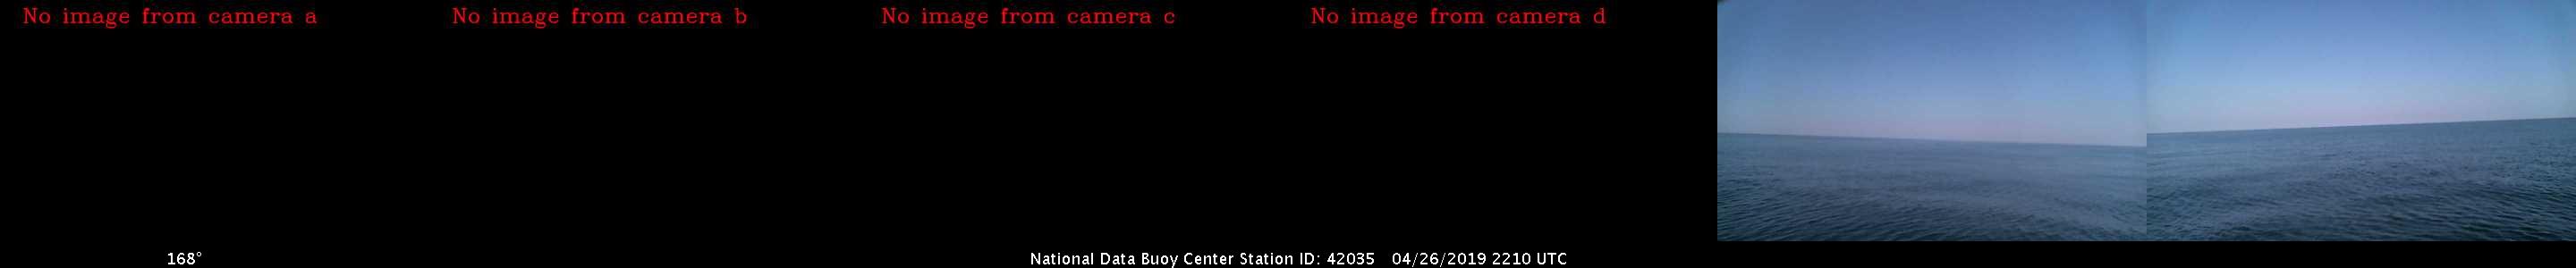 No image from camera a
No image from camera b
No image from camera c
No image from camera d
168°
National Data Buoy Center Station ID: 42035 04/26/2019 2210 UTC